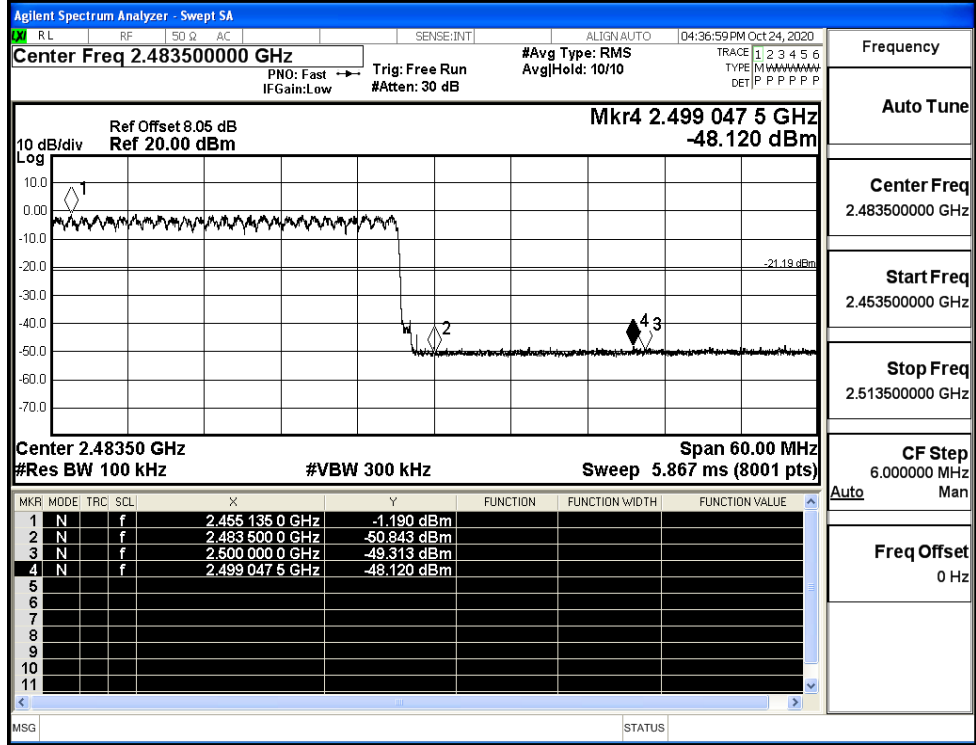 Agilent Spectrum Analyzer - Swept SA
LXI RL RF 50 Ω AC SENSE:INT ALIGN AUTO 04:36:59 PM Oct 24, 2020
Center Freq 2.483500000 GHz #Avg Type: RMS TRACE 1 2 3 4 5 6
PNO: Fast Trig: Free Run Avg|Hold: 10/10 TYPE M WWWWW
IFGain:Low #Atten: 30 dB DET P P P P P P
Mkr4 2.499 047 5 GHz
Ref Offset 8.05 dB
-48.120 dBm
10 dB/div Ref 20.00 dBm
Log
10.0
1
0.00
-10.0
-20.0
-21.19 dBm
-30.0
-40.0
2
4 3
-50.0
-60.0
-70.0
Center 2.48350 GHz Span 60.00 MHz
#Res BW 100 kHz #VBW 300 kHz Sweep 5.867 ms (8001 pts)
MKR MODE TRC SCL X Y FUNCTION FUNCTION WIDTH FUNCTION VALUE
1 N f 2.455 135 0 GHz -1.190 dBm
2 N f 2.483 500 0 GHz -50.843 dBm
3 N f 2.500 000 0 GHz -49.313 dBm
4 N f 2.499 047 5 GHz -48.120 dBm
5
6
7
8
9
10
11
MSG STATUS
Frequency
Auto Tune
Center Freq
2.483500000 GHz
Start Freq
2.453500000 GHz
Stop Freq
2.513500000 GHz
CF Step
6.000000 MHz
Auto Man
Freq Offset
0 Hz